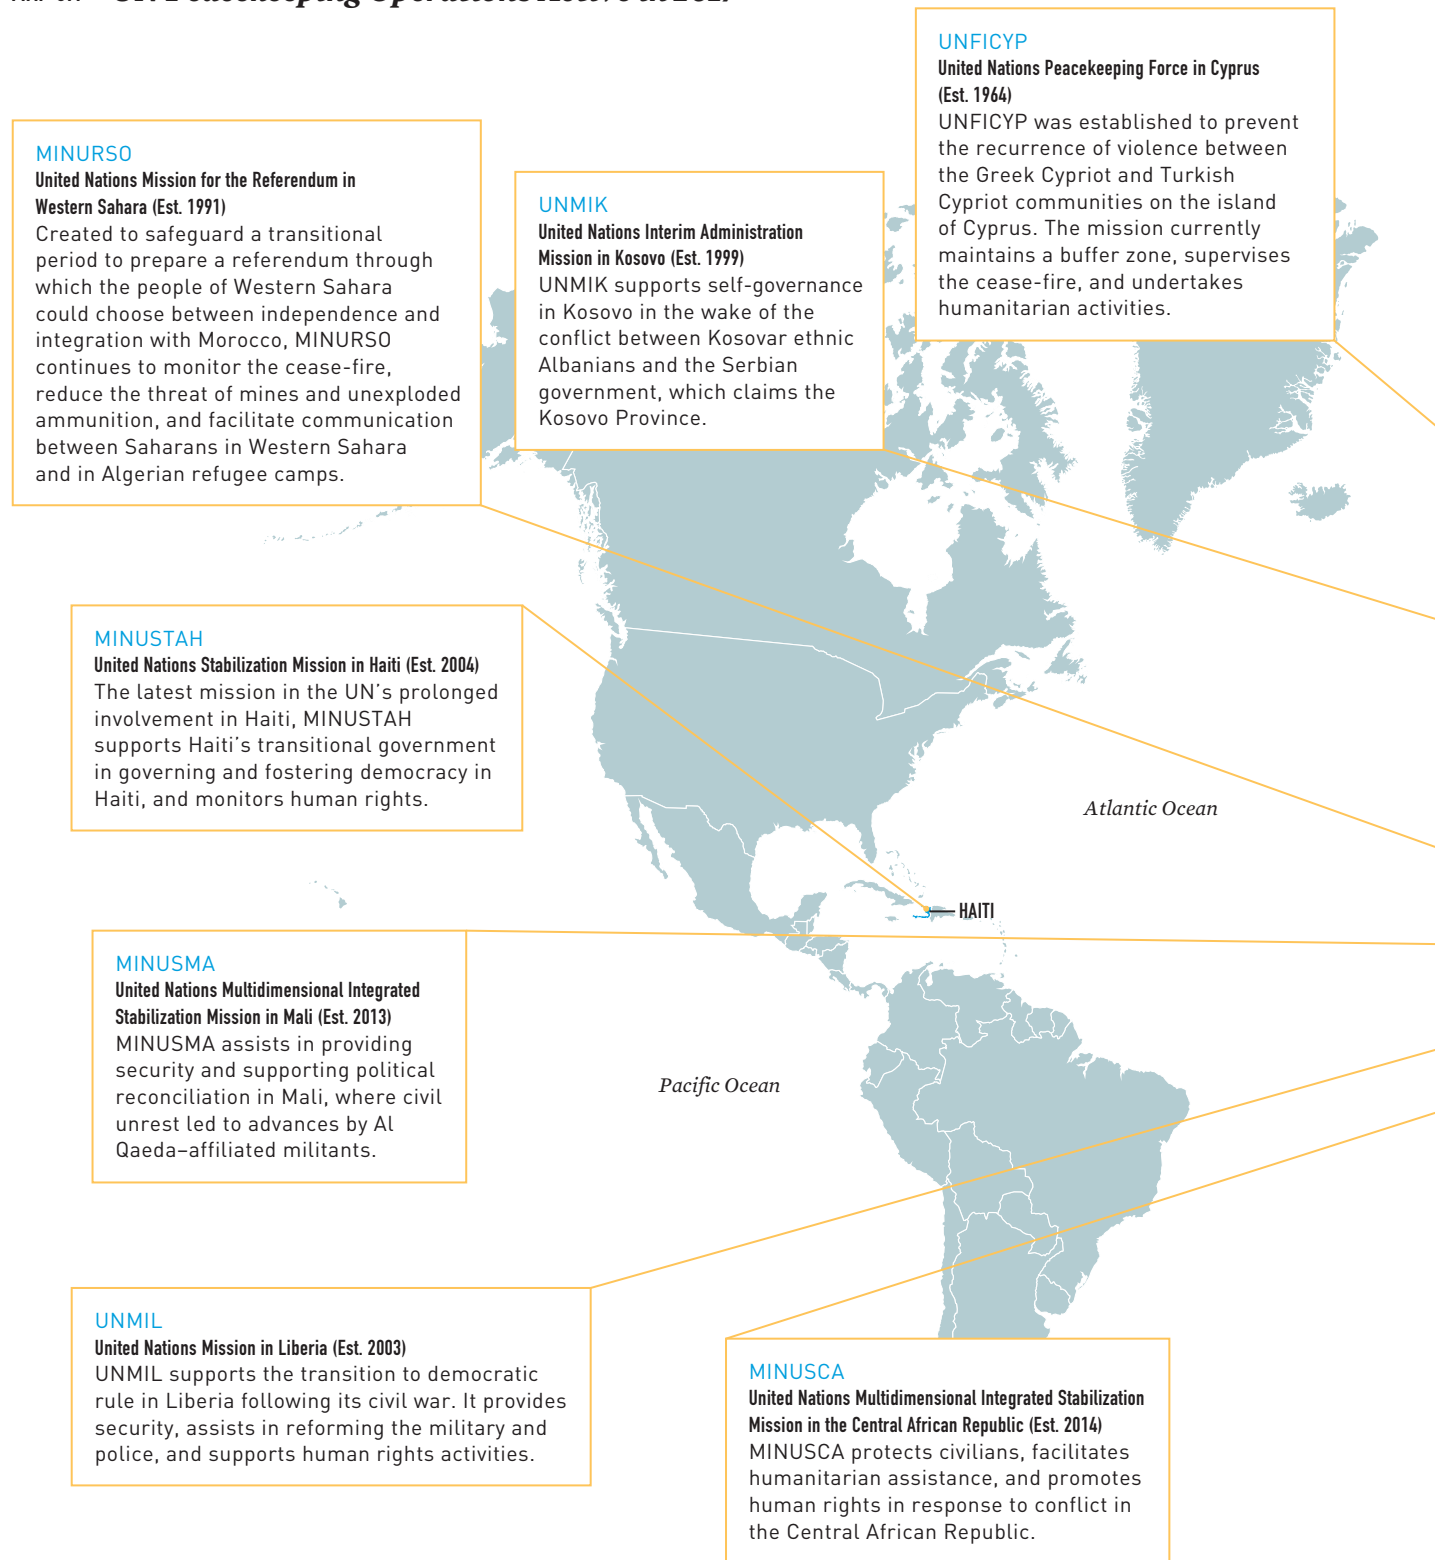 UN Peacekeeping Operations Active in 2017
UNFICYP
United Nations Peacekeeping Force in Cyprus
(Est. 1964)
UNFICYP was established to prevent
the recurrence of violence between
the Greek Cypriot and Turkish
Cypriot communities on the island
of Cyprus. The mission currently
maintains a buffer zone, supervises
the cease-fire, and undertakes
humanitarian activities.
MINURSO
United Nations Mission for the Referendum in
Western Sahara (Est. 1991)
Created to safeguard a transitional
period to prepare a referendum through
which the people of Western Sahara
could choose between independence and
integration with Morocco, MINURSO
continues to monitor the cease-fire,
reduce the threat of mines and unexploded
ammunition, and facilitate communication
between Saharans in Western Sahara
and in Algerian refugee camps.
UNMIK
United Nations Interim Administration
Mission in Kosovo (Est. 1999)
UNMIK supports self-governance
in Kosovo in the wake of the
conflict between Kosovar ethnic
Albanians and the Serbian
government, which claims the
Kosovo Province.
MINUSTAH
United Nations Stabilization Mission in Haiti (Est. 2004)
The latest mission in the UN's prolonged
involvement in Haiti, MINUSTAH
supports Haiti's transitional government
in governing and fostering democracy in
Haiti, and monitors human rights.
Atlantic Ocean
HAITI
MINUSMA
United Nations Multidimensional Integrated
Stabilization Mission in Mali (Est. 2013)
MINUSMA assists in providing
security and supporting political
reconciliation in Mali, where civil
unrest led to advances by Al
Qaeda–affiliated militants.
Pacific Ocean
UNMIL
United Nations Mission in Liberia (Est. 2003)
UNMIL supports the transition to democratic
rule in Liberia following its civil war. It provides
security, assists in reforming the military and
police, and supports human rights activities.
MINUSCA
United Nations Multidimensional Integrated Stabilization
Mission in the Central African Republic (Est. 2014)
MINUSCA protects civilians, facilitates
humanitarian assistance, and promotes
human rights in response to conflict in
the Central African Republic.